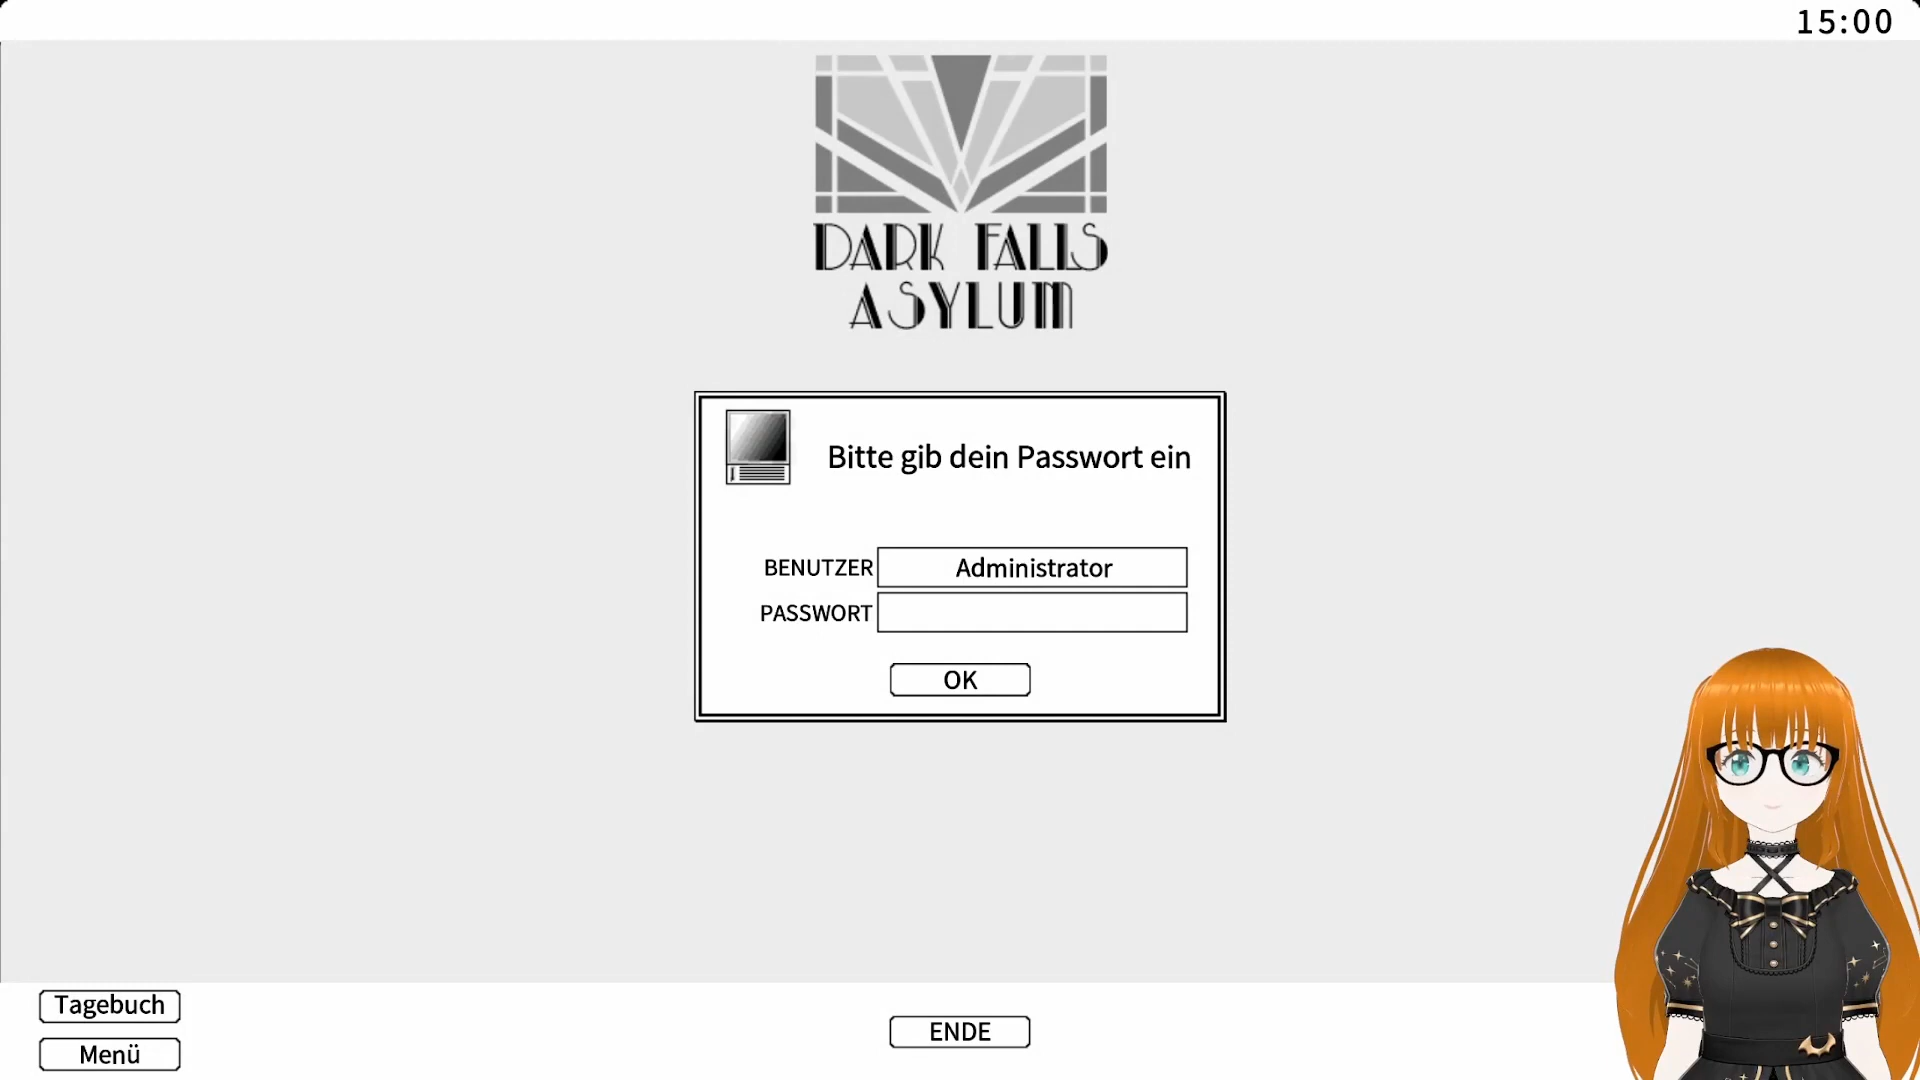 15:00
DARK FALLS
ASYLUM
Bitte gib dein Passwort ein
BENUTZER Administrator
PASSWORT
OK
Tagebuch
ENDE
Menü